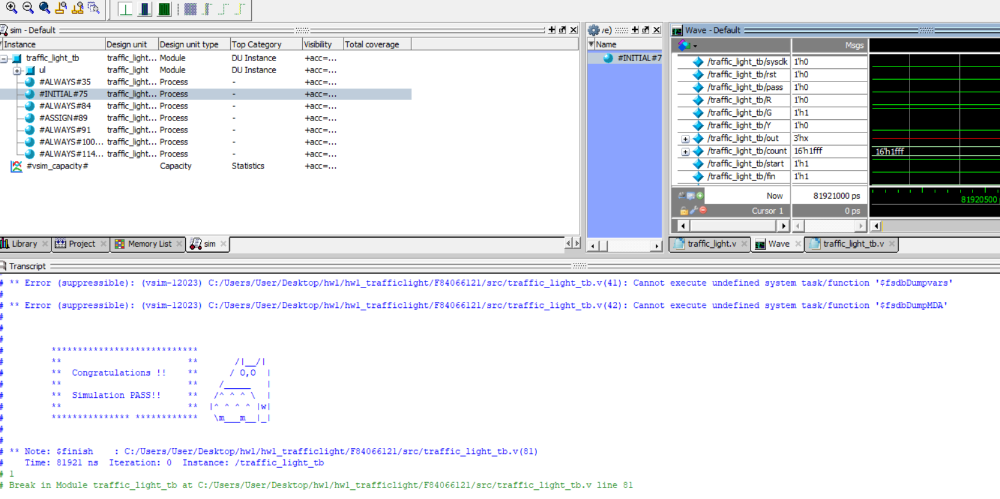 sim - Default
Instance Design unit Design unit type Top Category Visibility Total coverage
traffic_light_tb traffic_light... Module DU Instance +acc=...
ul traffic_light Module DU Instance +acc=...
#ALWAYS#35 traffic_light... Process - +acc=...
#INITIAL#75 traffic_light... Process - +acc=...
#ALWAYS#84 traffic_light... Process - +acc=...
#ASSIGN#89 traffic_light... Process - +acc=...
#ALWAYS#91 traffic_light... Process - +acc=...
#ALWAYS#100... traffic_light... Process - +acc=...
#ALWAYS#114... traffic_light... Process - +acc=...
#vsim_capacity# Capacity Statistics +acc=...
Library Project Memory List sim
/e)
Name
#INITIAL#7
Wave - Default
Msgs
/traffic_light_tb/sysclk 1'h0
/traffic_light_tb/rst 1'h0
/traffic_light_tb/pass 1'h0
/traffic_light_tb/R 1'h0
/traffic_light_tb/G 1'h1
/traffic_light_tb/Y 1'h0
/traffic_light_tb/out 3'hx
/traffic_light_tb/count 16'h1fff 16'h1fff
/traffic_light_tb/start 1'h1
/traffic_light_tb/fin 1'h1
Now 81921000 ps 81920500
Cursor 1 0 ps
traffic_light.v Wave traffic_light_tb.v
Transcript
# ** Error (suppressible): (vsim-12023) C:/Users/User/Desktop/hw1/hw1_trafficlight/F84066121/src/traffic_light_tb.v(41): Cannot execute undefined system task/function '$fsdbDumpvars'
#
# ** Error (suppressible): (vsim-12023) C:/Users/User/Desktop/hw1/hw1_trafficlight/F84066121/src/traffic_light_tb.v(42): Cannot execute undefined system task/function '$fsdbDumpMDA'
#
#
#
# ****************************
# ** ** /|__/|
# ** Congratulations !! ** / O,O |
# ** ** /_____ |
# ** Simulation PASS!! ** /^ ^ ^ \ |
# ** ** |^ ^ ^ ^ |w|
# *************** ************ \m___m__|_|
#
#
# ** Note: $finish : C:/Users/User/Desktop/hw1/hw1_trafficlight/F84066121/src/traffic_light_tb.v(81)
# Time: 81921 ns Iteration: 0 Instance: /traffic_light_tb
# 1
# Break in Module traffic_light_tb at C:/Users/User/Desktop/hw1/hw1_trafficlight/F84066121/src/traffic_light_tb.v line 81